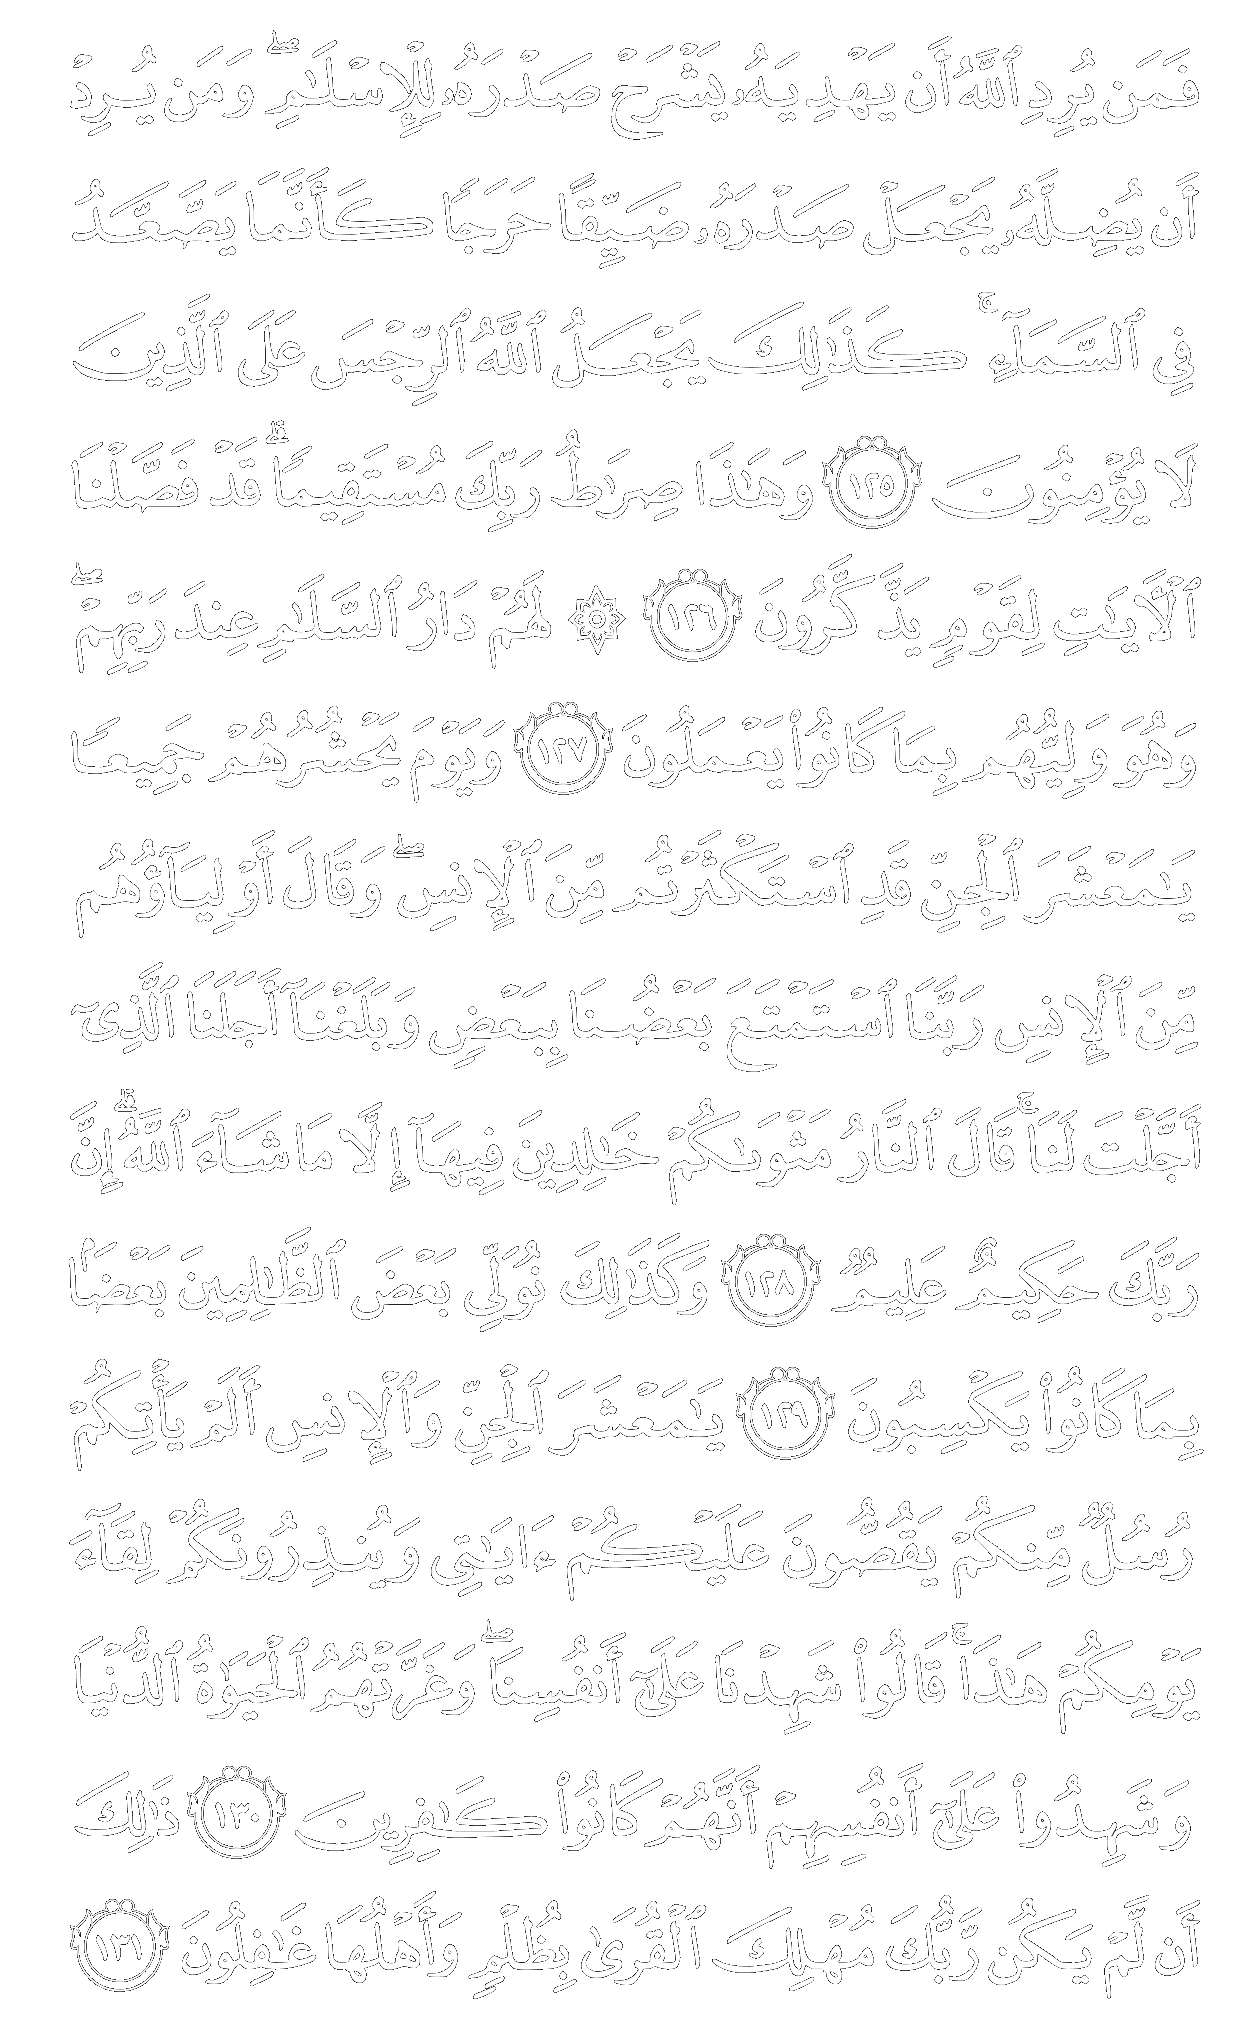 فَمَن يُرِدِ ٱللَّهُ أَن يَهْدِيَهُۥ يَشْرَحْ صَدْرَهُۥ لِلْإِسْلَٰمِ ۖ وَمَن يُرِدْ
أَن يُضِلَّهُۥ يَجْعَلْ صَدْرَهُۥ ضَيِّقًا حَرَجًا كَأَنَّمَا يَصَّعَّدُ
فِي ٱلسَّمَآءِ ۚ كَذَٰلِكَ يَجْعَلُ ٱللَّهُ ٱلرِّجْسَ عَلَى ٱلَّذِينَ
لَا يُؤْمِنُونَ ١٢٥ وَهَٰذَا صِرَٰطُ رَبِّكَ مُسْتَقِيمًا ۗ قَدْ فَصَّلْنَا
ٱلْءَايَٰتِ لِقَوْمٍ يَذَّكَّرُونَ ١٢٦ ۞ لَهُمْ دَارُ ٱلسَّلَٰمِ عِندَ رَبِّهِمْ ۖ
وَهُوَ وَلِيُّهُم بِمَا كَانُوا۟ يَعْمَلُونَ ١٢٧ وَيَوْمَ يَحْشُرُهُمْ جَمِيعًا
يَٰمَعْشَرَ ٱلْجِنِّ قَدِ ٱسْتَكْثَرْتُم مِّنَ ٱلْإِنسِ ۖ وَقَالَ أَوْلِيَآؤُهُم
مِّنَ ٱلْإِنسِ رَبَّنَا ٱسْتَمْتَعَ بَعْضُنَا بِبَعْضٍ وَبَلَغْنَآ أَجَلَنَا ٱلَّذِىٓ
أَجَّلْتَ لَنَا ۚ قَالَ ٱلنَّارُ مَثْوَىٰكُمْ خَٰلِدِينَ فِيهَآ إِلَّا مَا شَآءَ ٱللَّهُ ۗ إِنَّ
رَبَّكَ حَكِيمٌ عَلِيمٌ ١٢٨ وَكَذَٰلِكَ نُوَلِّي بَعْضَ ٱلظَّٰلِمِينَ بَعْضًۢا
بِمَا كَانُوا۟ يَكْسِبُونَ ١٢٩ يَٰمَعْشَرَ ٱلْجِنِّ وَٱلْإِنسِ أَلَمْ يَأْتِكُمْ
رُسُلٌ مِّنكُمْ يَقُصُّونَ عَلَيْكُمْ ءَايَٰتِي وَيُنذِرُونَكُمْ لِقَآءَ
يَوْمِكُمْ هَٰذَا ۚ قَالُوا۟ شَهِدْنَا عَلَىٰٓ أَنفُسِنَا ۖ وَغَرَّتْهُمُ ٱلْحَيَوٰةُ ٱلدُّنْيَا
وَشَهِدُوا۟ عَلَىٰٓ أَنفُسِهِمْ أَنَّهُمْ كَانُوا۟ كَٰفِرِينَ ١٣٠ ذَٰلِكَ
أَن لَّمْ يَكُن رَّبُّكَ مُهْلِكَ ٱلْقُرَىٰ بِظُلْمٍ وَأَهْلُهَا غَٰفِلُونَ ١٣١